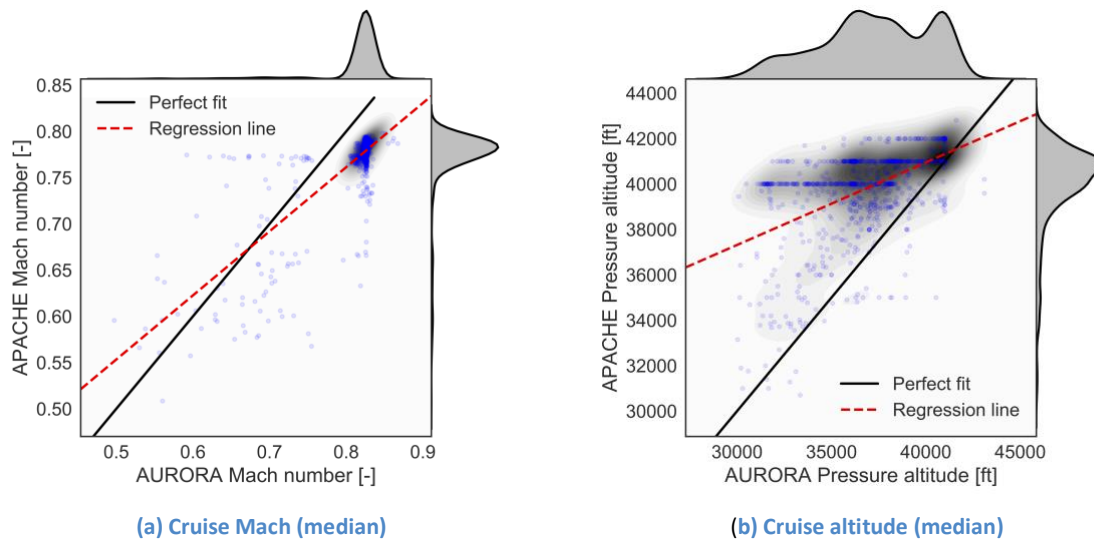 0.85
0.80
0.75
0.70
0.65
0.60
0.55
0.50
APACHE Mach number [-]
Perfect fit
Regression line
0.5 0.6 0.7 0.8 0.9
AURORA Mach number [-]
(a) Cruise Mach (median)
44000
42000
40000
38000
36000
34000
32000
30000
APACHE Pressure altitude [ft]
Perfect fit
Regression line
30000 35000 40000 45000
AURORA Pressure altitude [ft]
(b) Cruise altitude (median)